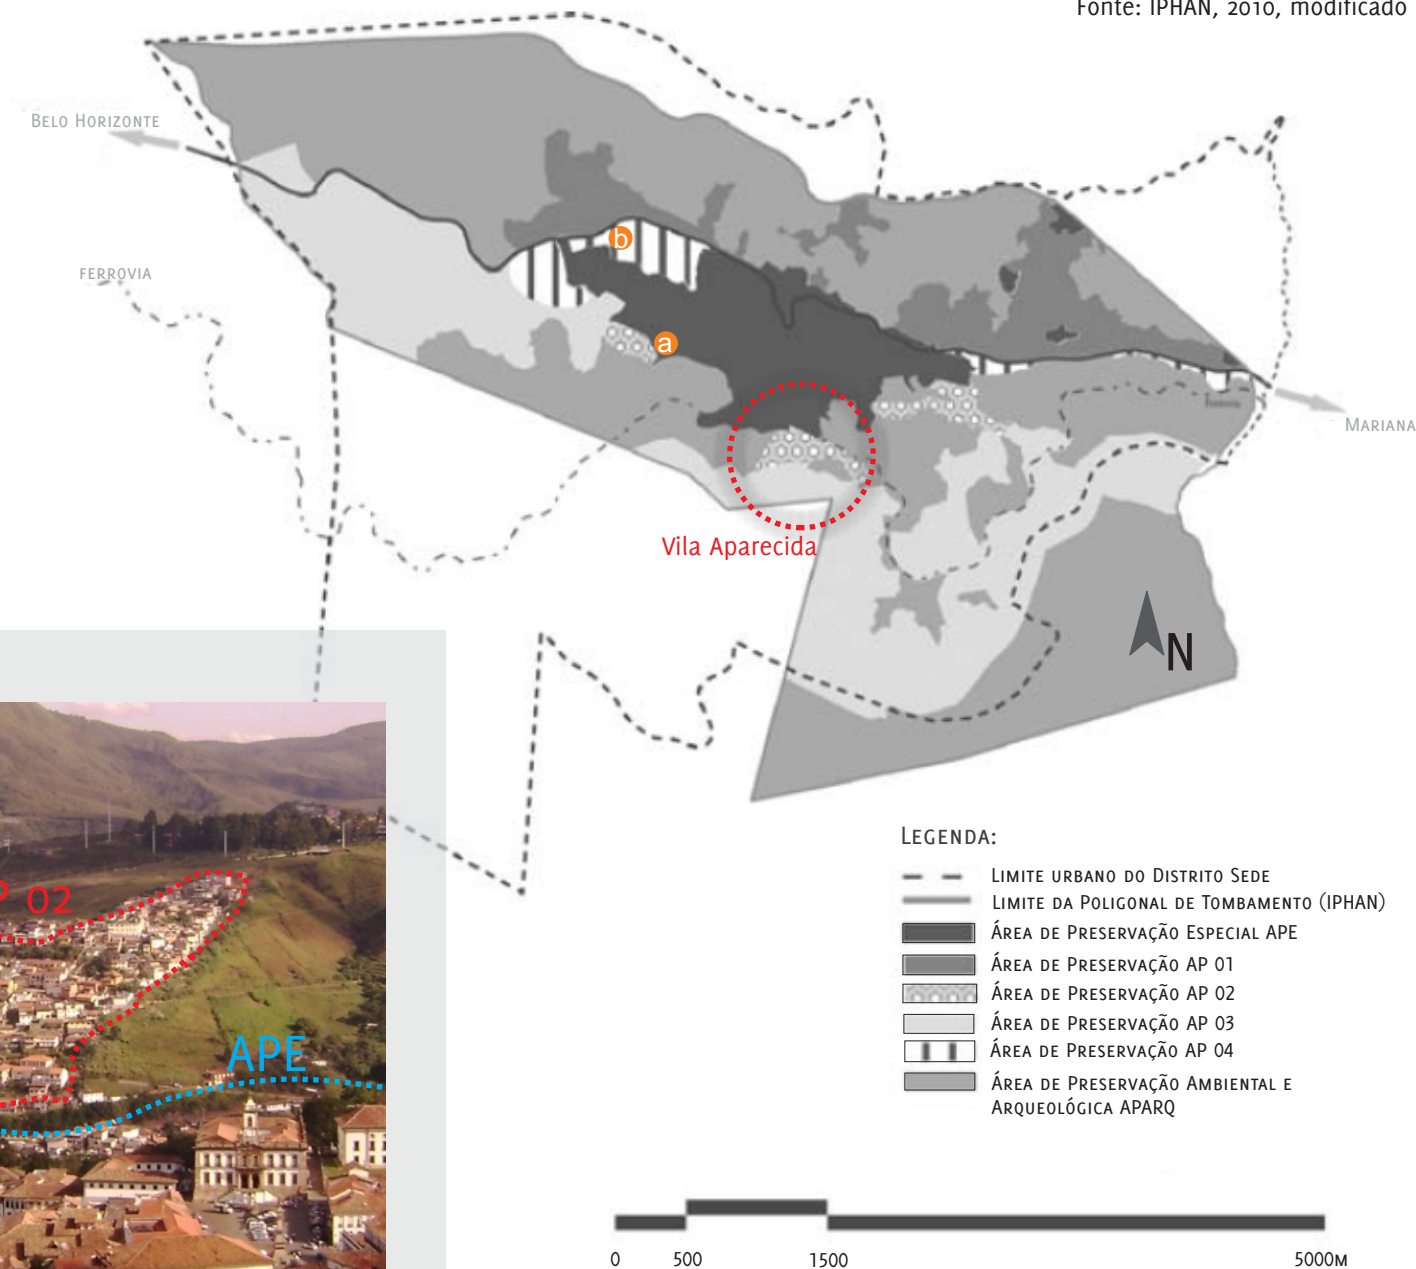 Fonte: IPHAN, 2010, modificado
Belo Horizonte
ferrovia
b
a
Mariana
Vila Aparecida
N
02
APE
Legenda:
Limite urbano do Distrito Sede
Limite da Poligonal de Tombamento (IPHAN)
Área de Preservação Especial APE
Área de Preservação AP 01
Área de Preservação AP 02
Área de Preservação AP 03
Área de Preservação AP 04
Área de Preservação Ambiental e
Arqueológica APARQ
0 500 1500 5000m